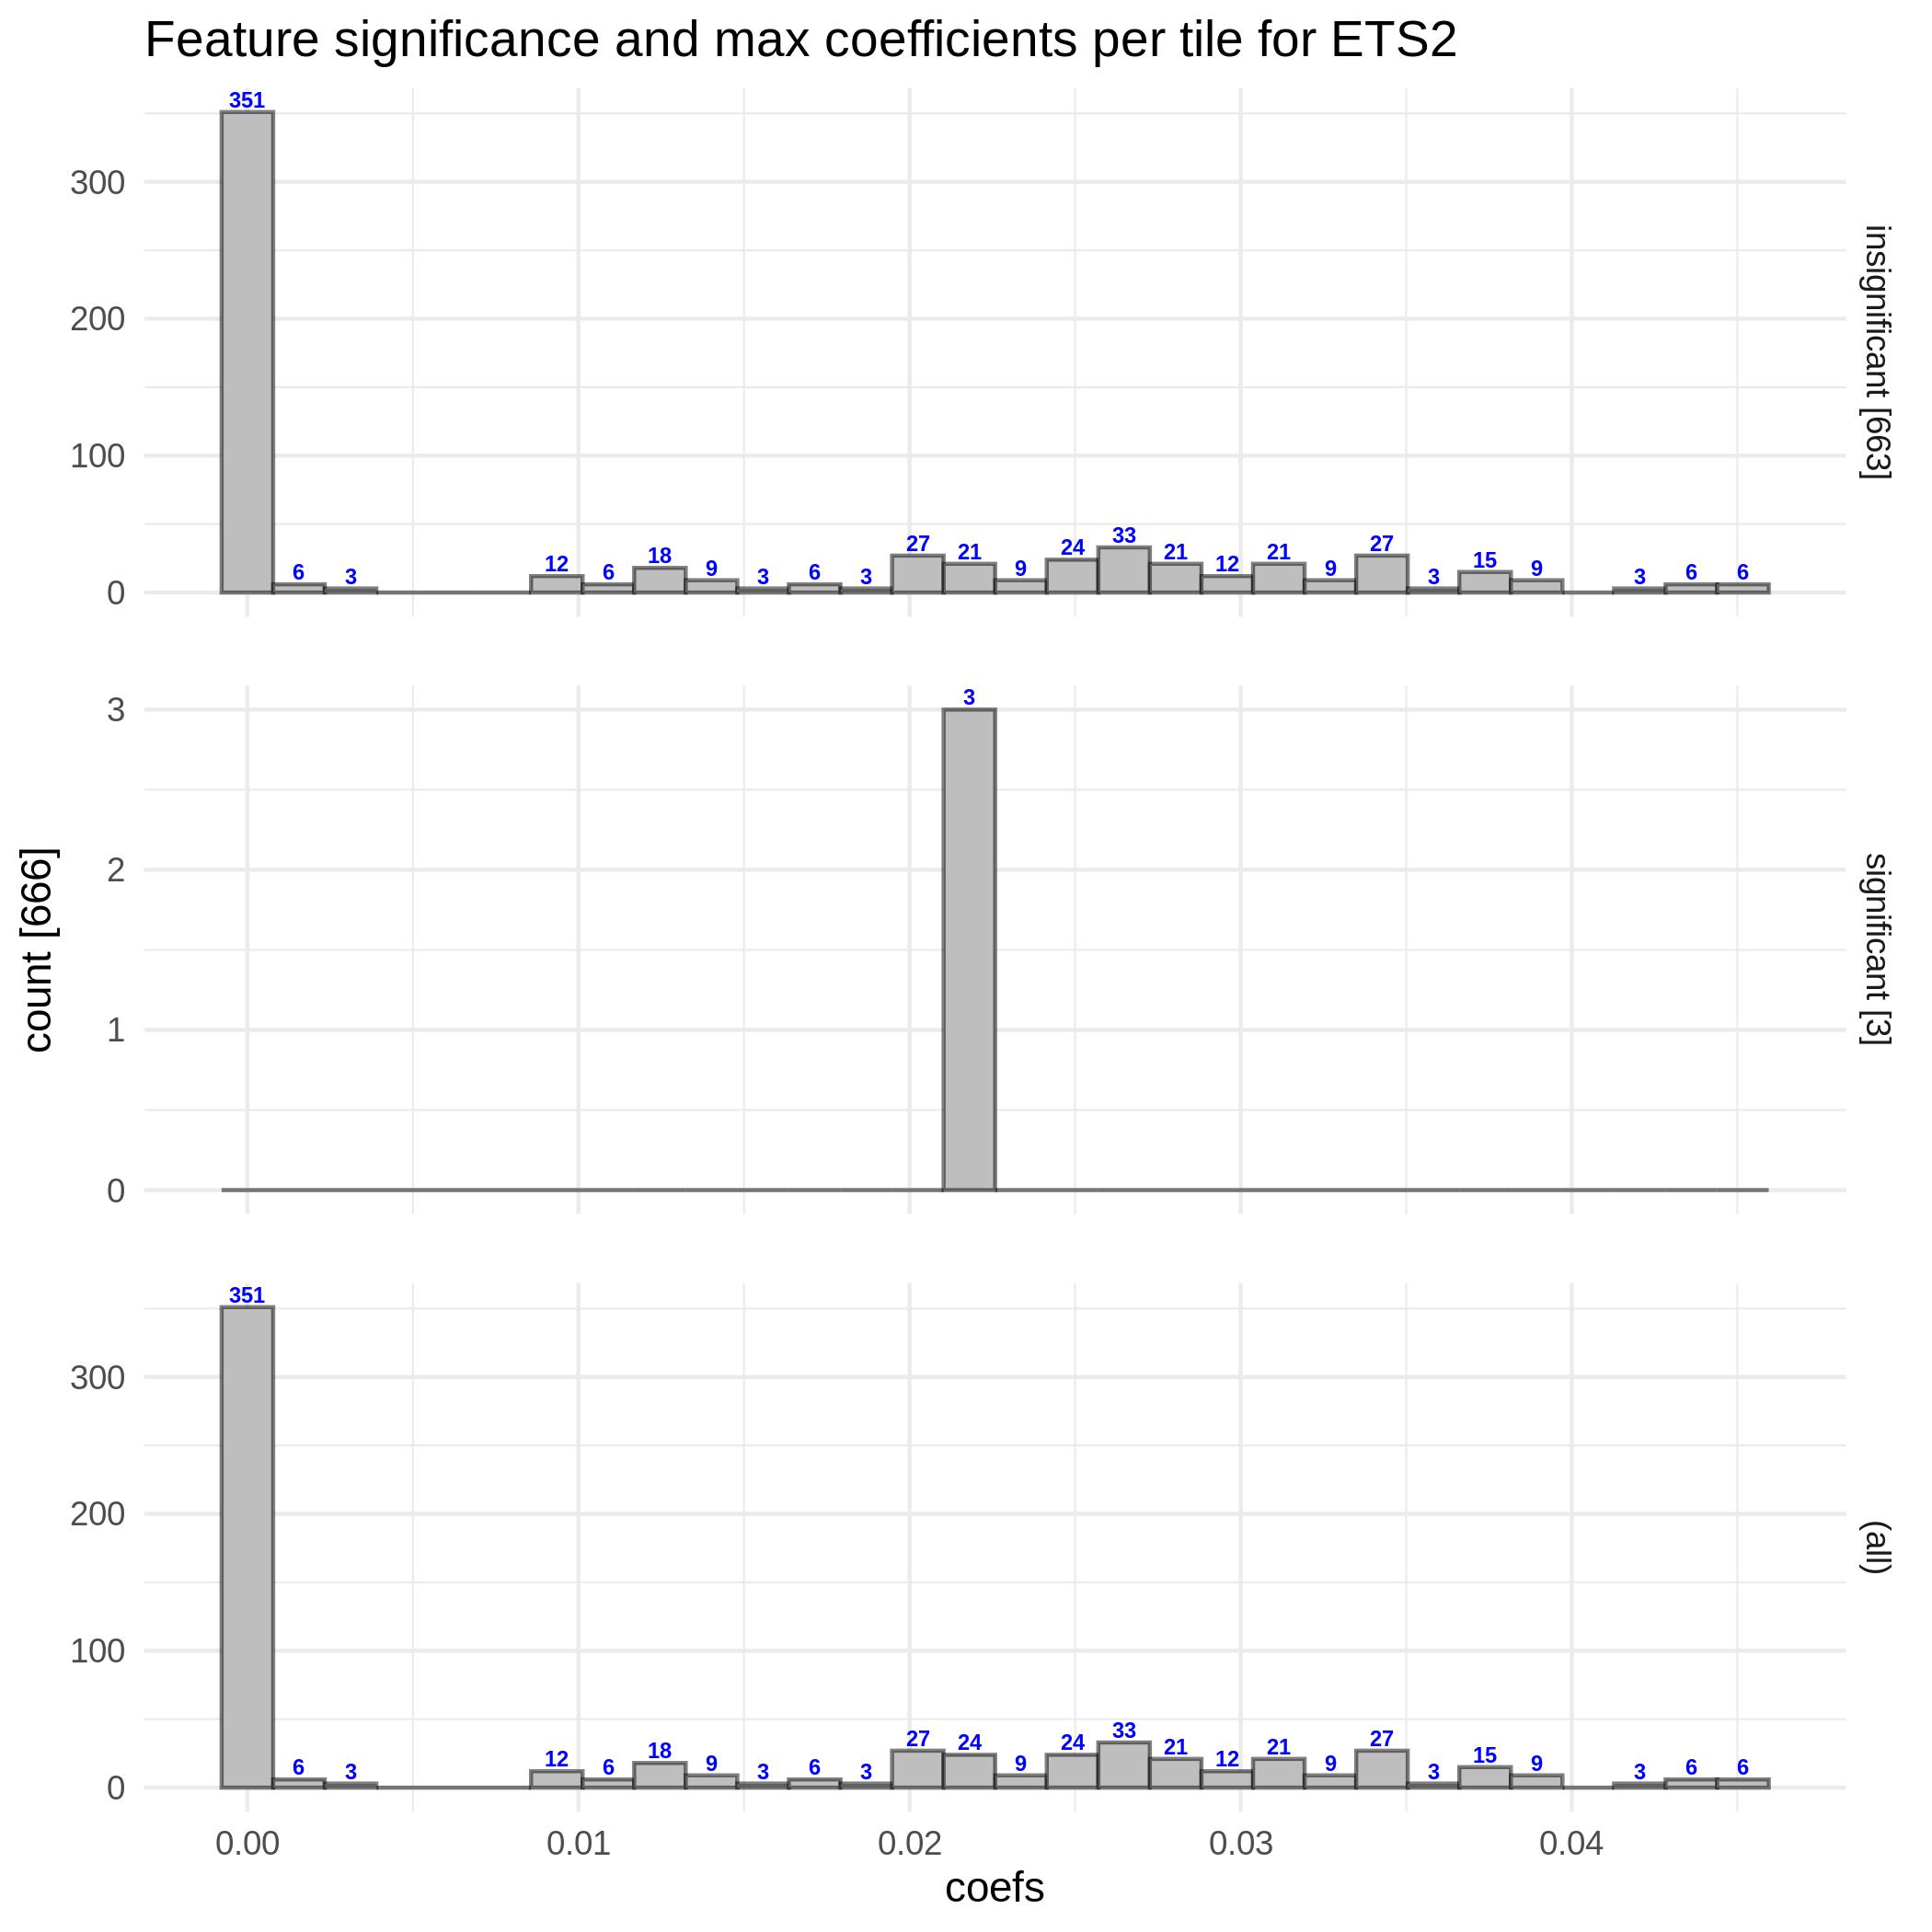 Feature significance and max coefficients per tile for ETS2
351
300
200
100
0
6 3 12 6 18 9 3 6 3 27 21 9 24 33 21 12 21 9 27 3 15 9 3 6 6
insignificant [663]
3
3
2
1
0
significant [3]
count [666]
351
300
200
100
0
6 3 12 6 18 9 3 6 3 27 24 9 24 33 21 12 21 9 27 3 15 9 3 6 6
(all)
0.00 0.01 0.02 0.03 0.04
coefs